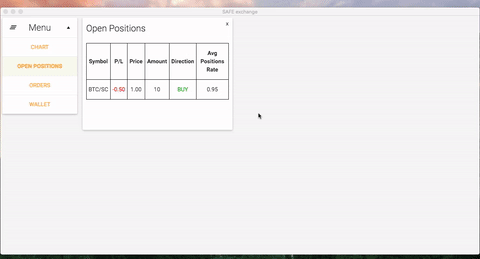 SAFE exchange
Menu
CHART
OPEN POSITIONS
ORDERS
WALLET
Open Positions
x
Symbol P/L Price Amount Direction Avg Positions Rate
BTC/SC -0.50 1.00 10 BUY 0.95